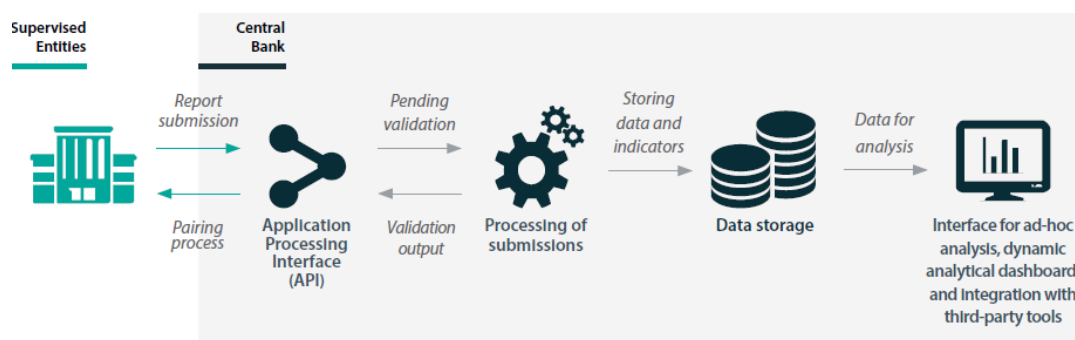 Supervised
Entities
Central
Bank
Report
submission
Pending
validation
Storing
data and
indicators
Data for
analysis
Pairing
process
Application
Processing
Interface
(API)
Validation
output
Processing of
submissions
Data storage
Interface for ad-hoc
analysis, dynamic
analytical dashboard
and integration with
third-party tools